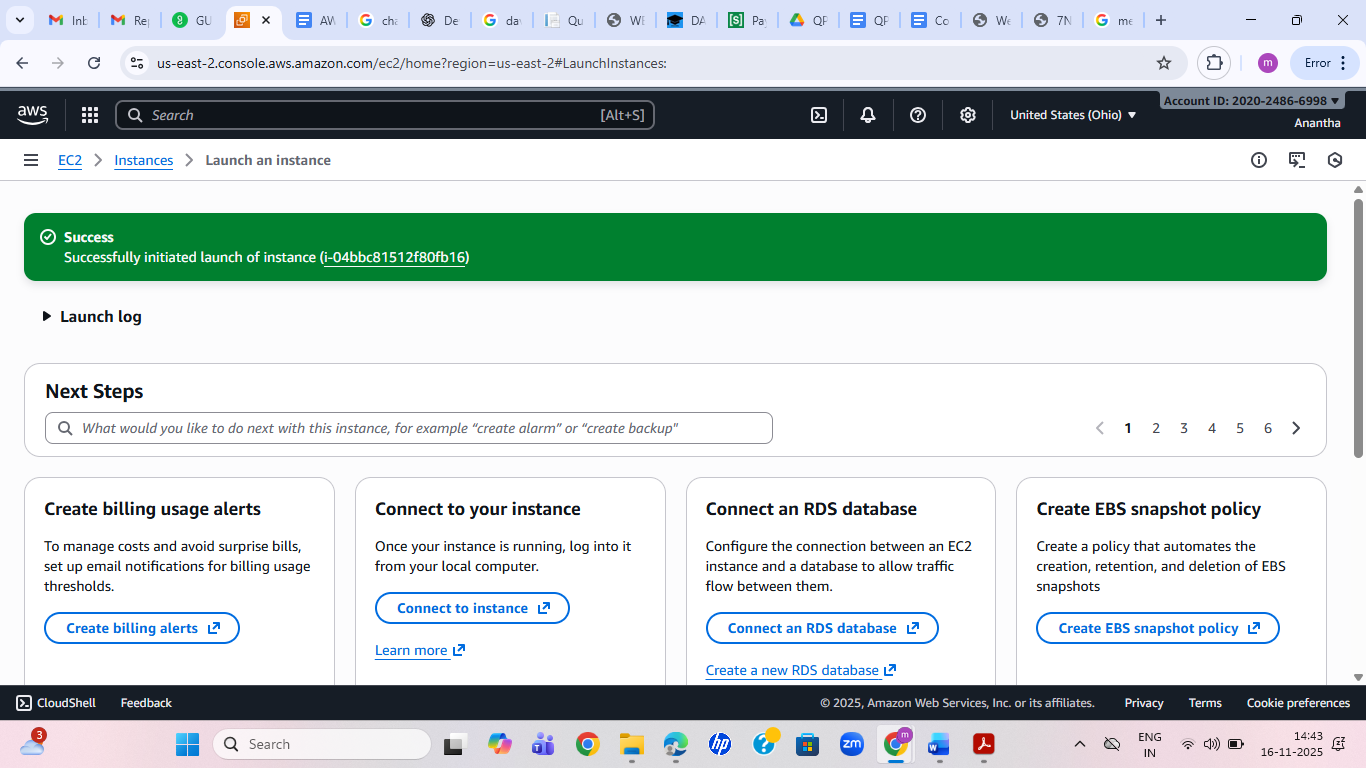 Inb
Rep
GU
AW
cha
De
dav
Qu
WE
DA
Pay
QP
QP
Co
We
7N
me
us-east-2.console.aws.amazon.com/ec2/home?region=us-east-2#LaunchInstances:
m
Error
aws
Search
[Alt+S]
United States (Ohio)
Account ID: 2020-2486-6998
Anantha
EC2
Instances
Launch an instance
Success
Successfully initiated launch of instance (i-04bbc81512f80fb16)
Launch log
Next Steps
What would you like to do next with this instance, for example “create alarm” or “create backup"
1 2 3 4 5 6
Create billing usage alerts
To manage costs and avoid surprise bills,
set up email notifications for billing usage
thresholds.
Create billing alerts
Connect to your instance
Once your instance is running, log into it
from your local computer.
Connect to instance
Learn more
Connect an RDS database
Configure the connection between an EC2
instance and a database to allow traffic
flow between them.
Connect an RDS database
Create a new RDS database
Create EBS snapshot policy
Create a policy that automates the
creation, retention, and deletion of EBS
snapshots
Create EBS snapshot policy
CloudShell
Feedback
© 2025, Amazon Web Services, Inc. or its affiliates.
Privacy
Terms
Cookie preferences
3
Search
hp
zm
m
ENG
IN
14:43
16-11-2025